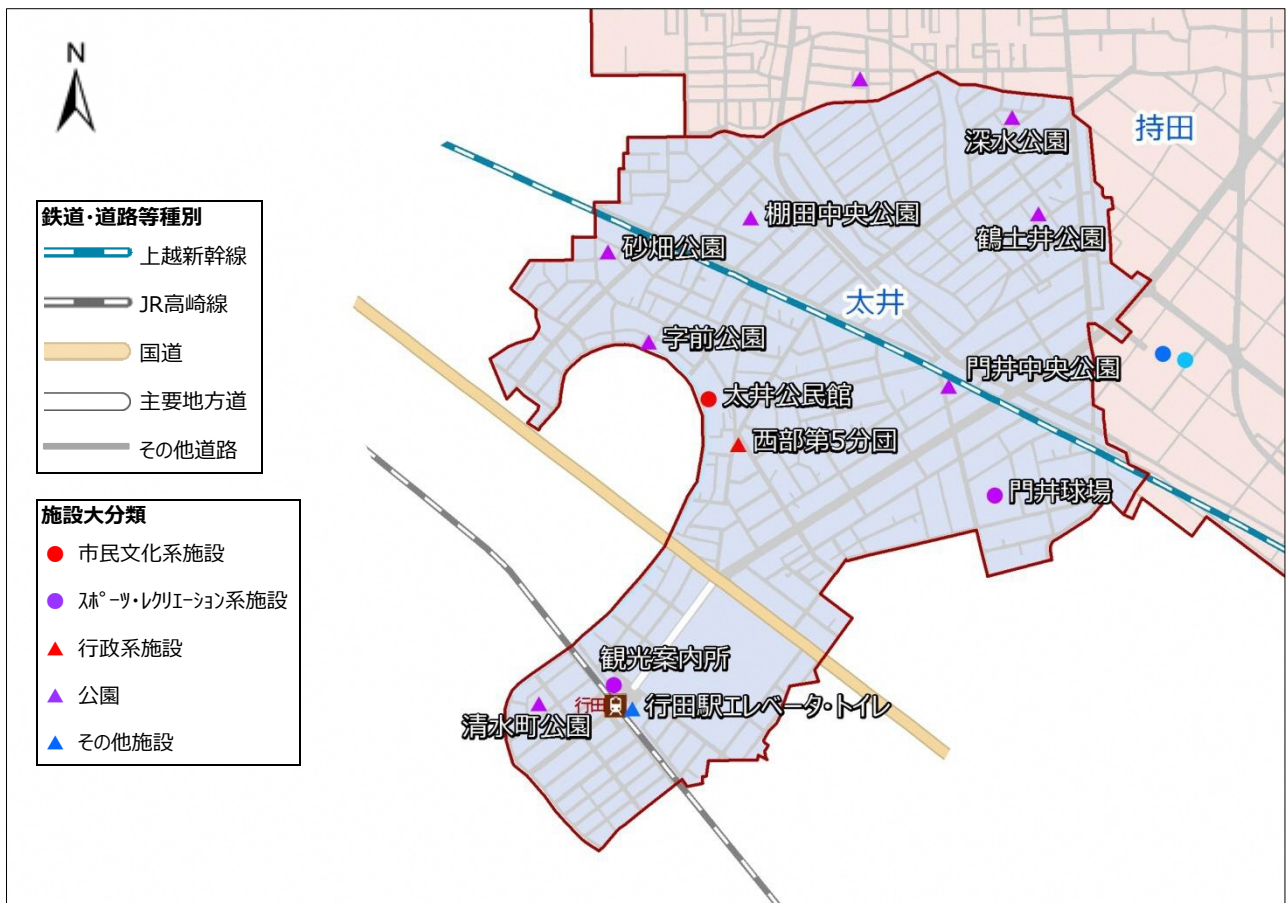 N
鉄道・道路等種別
上越新幹線
JR高崎線
国道
主要地方道
その他道路
施設大分類
市民文化系施設
スポーツ・レクリエーション系施設
行政系施設
公園
その他施設
持田
深水公園
棚田中央公園
鶴土井公園
砂畑公園
太井
字前公園
門井中央公園
太井公民館
西部第5分団
門井球場
観光案内所
行田
行田駅エレベータ・トイレ
清水町公園